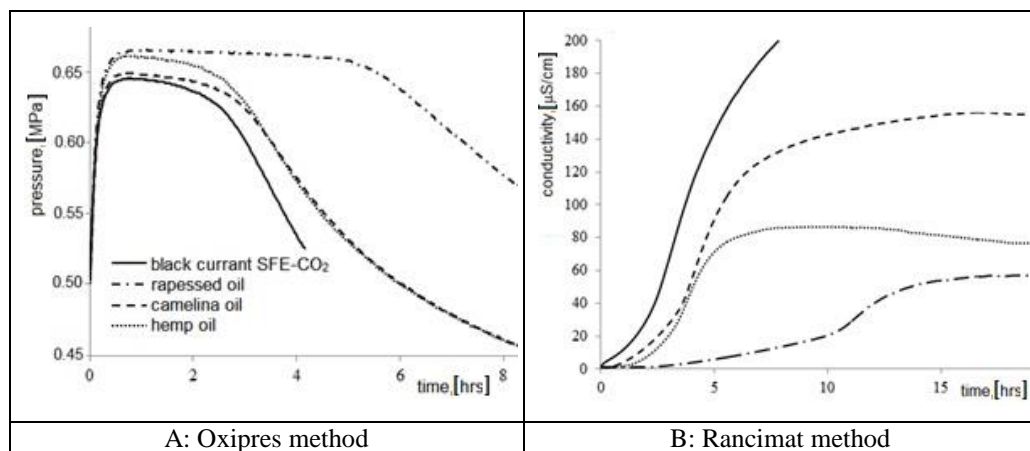 pressure,[MPa]
0.65
0.60
0.55
0.50
0.45
black currant SFE-CO₂
rapessed oil
camelina oil
hemp oil
0 2 4 6 8
time,[hrs]
conductivity,[µS/cm]
200
180
160
140
120
100
80
60
40
20
0
0 5 10 15
time,[hrs]
A: Oxipres method
B: Rancimat method